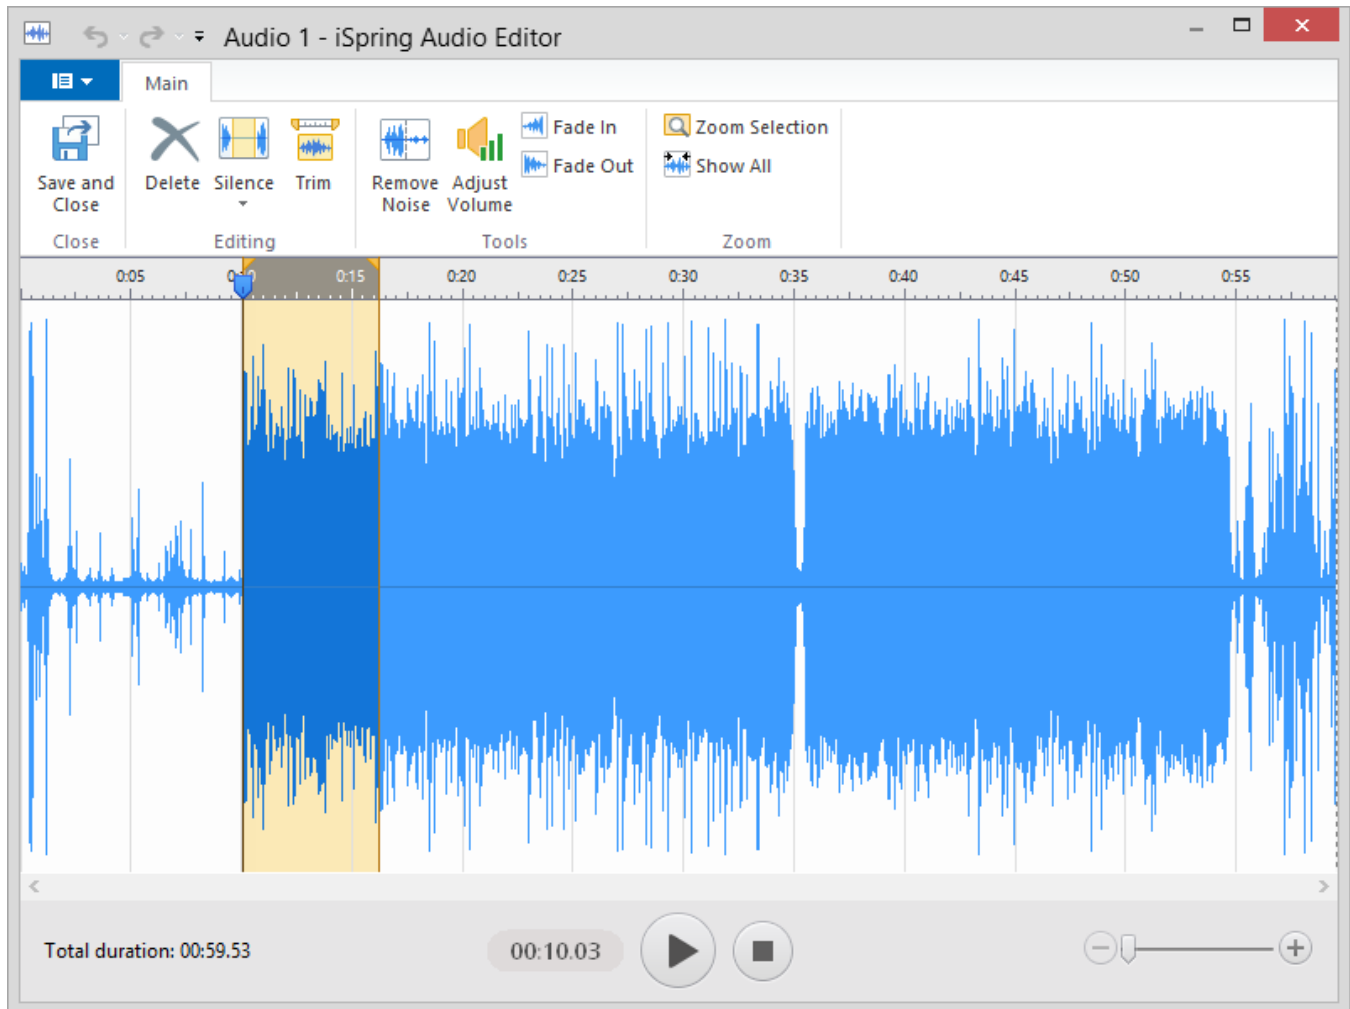 Audio 1 - iSpring Audio Editor
Main
Save and Close
Delete
Silence
Trim
Remove Noise
Adjust Volume
Fade In
Fade Out
Zoom Selection
Show All
Close
Editing
Tools
Zoom
0:05 0:10 0:15 0:20 0:25 0:30 0:35 0:40 0:45 0:50 0:55
Total duration: 00:59.53
00:10.03